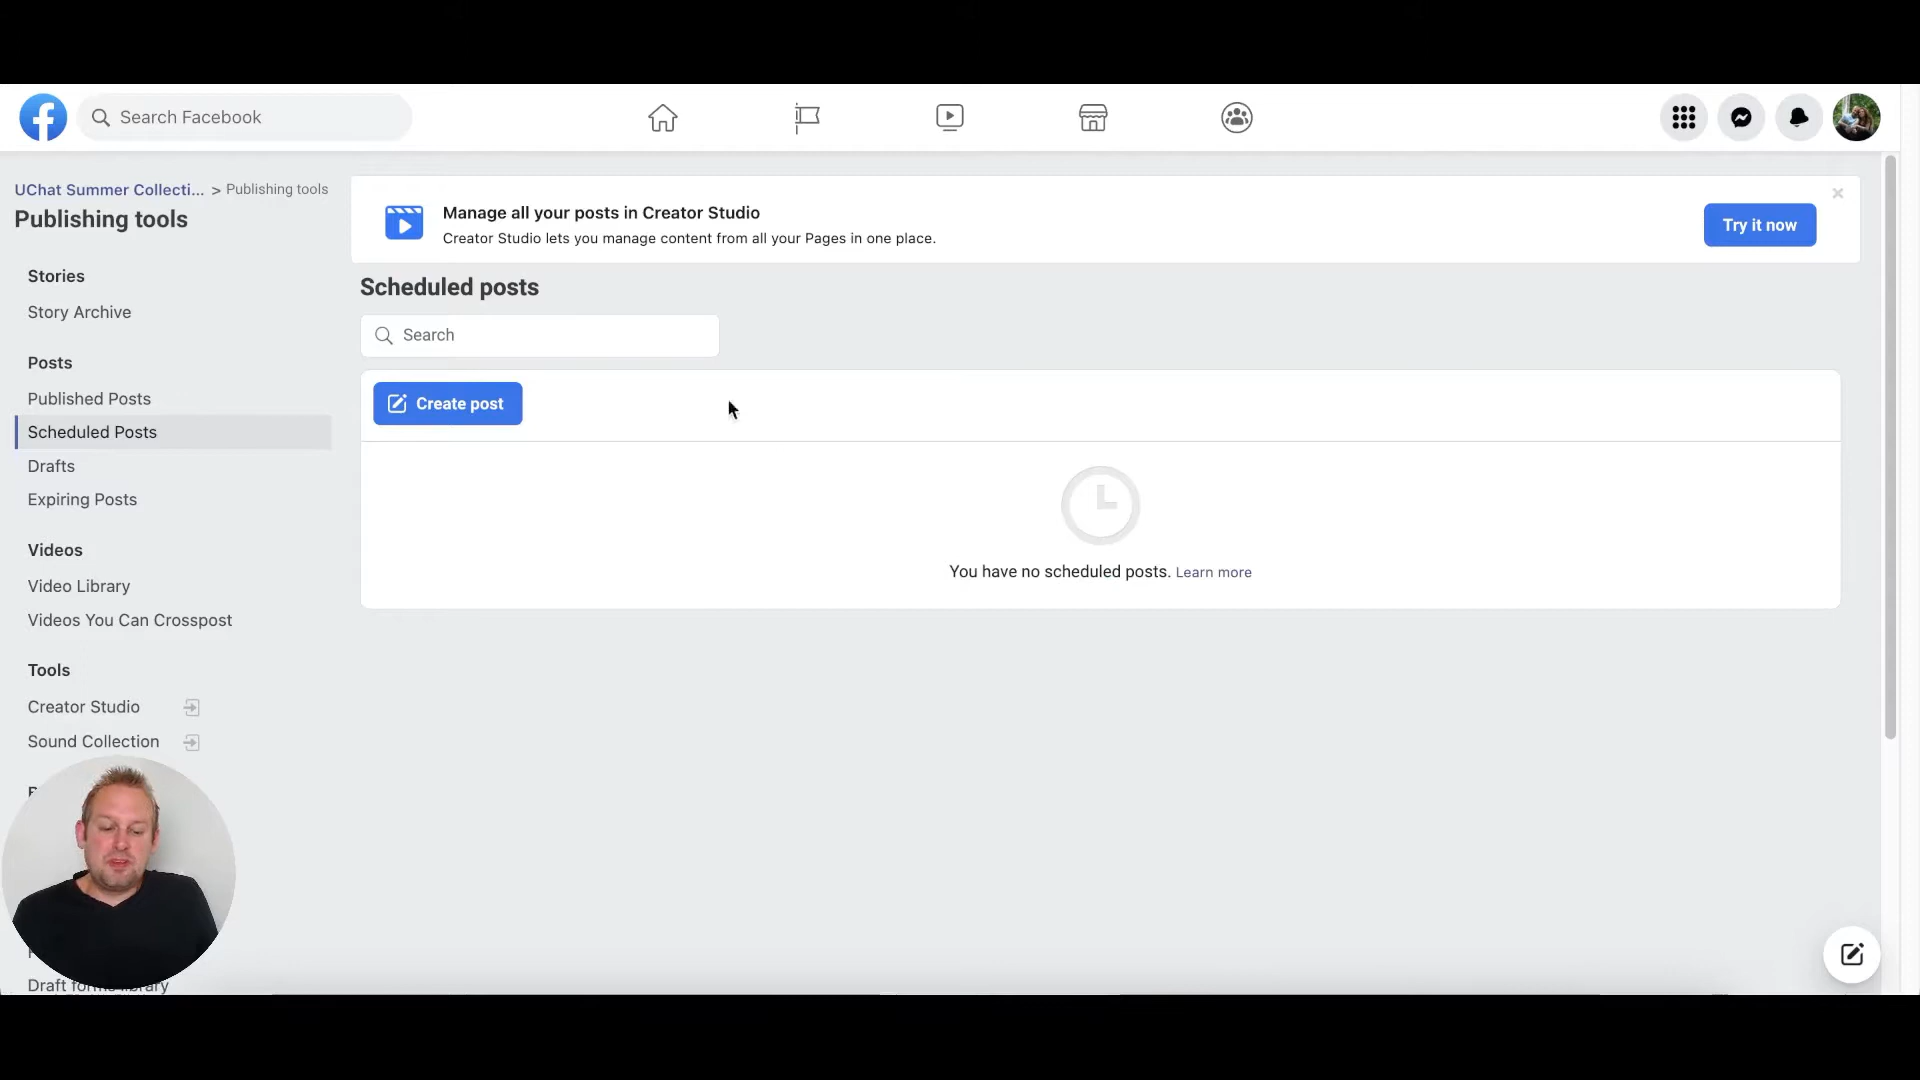 Search Facebook
UChat Summer Collecti... > Publishing tools
Publishing tools
Stories
Story Archive
Posts
Published Posts
Scheduled Posts
Drafts
Expiring Posts
Videos
Video Library
Videos You Can Crosspost
Tools
Creator Studio
Sound Collection
Draft forms library
Manage all your posts in Creator Studio
Creator Studio lets you manage content from all your Pages in one place.
Try it now
Scheduled posts
Search
Create post
You have no scheduled posts. Learn more